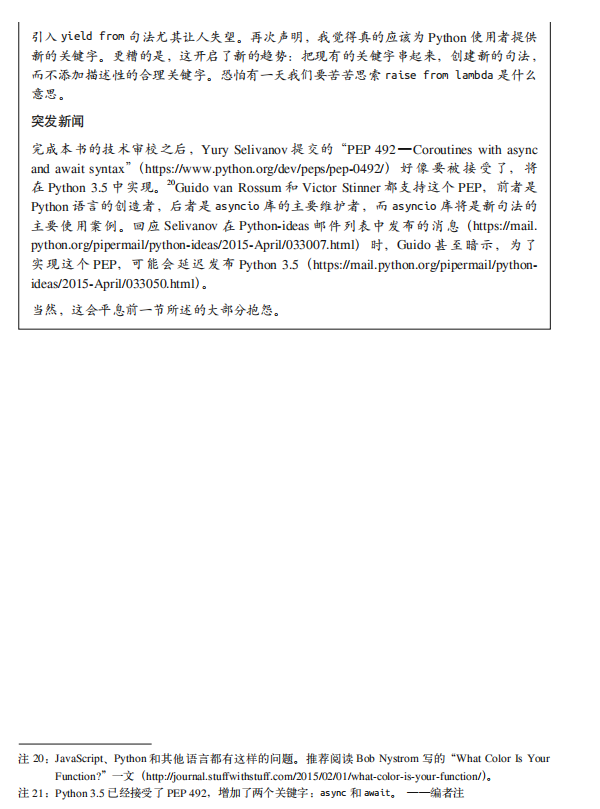 引入 yield from 句法尤其让人失望。再次声明，我觉得真的应该为 Python 使用者提供
新的关键字。更糟的是，这开启了新的趋势：把现有的关键字串起来，创建新的句法，
而不添加描述性的合理关键字。恐怕有一天我们要苦苦思索 raise from lambda 是什么
意思。
突发新闻
完成本书的技术审校之后，Yury Selivanov 提交的“PEP 492—Coroutines with async
and await syntax”（https://www.python.org/dev/peps/pep-0492/）好像要被接受了，将
在 Python 3.5 中实现。20Guido van Rossum 和 Victor Stinner 都支持这个 PEP，前者是
Python 语言的创造者，后者是 asyncio 库的主要维护者，而 asyncio 库将是新句法的
主要使用案例。回应 Selivanov 在 Python-ideas 邮件列表中发布的消息（https://mail.
python.org/pipermail/python-ideas/2015-April/033007.html）时，Guido 甚至暗示，为了
实现这个 PEP，可能会延迟发布 Python 3.5（https://mail.python.org/pipermail/python-
ideas/2015-April/033050.html）。
当然，这会平息前一节所述的大部分抱怨。
注 20：JavaScript、Python 和其他语言都有这样的问题。推荐阅读 Bob Nystrom 写的“What Color Is Your
Function?”一文（http://journal.stuffwithstuff.com/2015/02/01/what-color-is-your-function/）。
注 21：Python 3.5 已经接受了 PEP 492，增加了两个关键字：async 和 await。 ——编者注